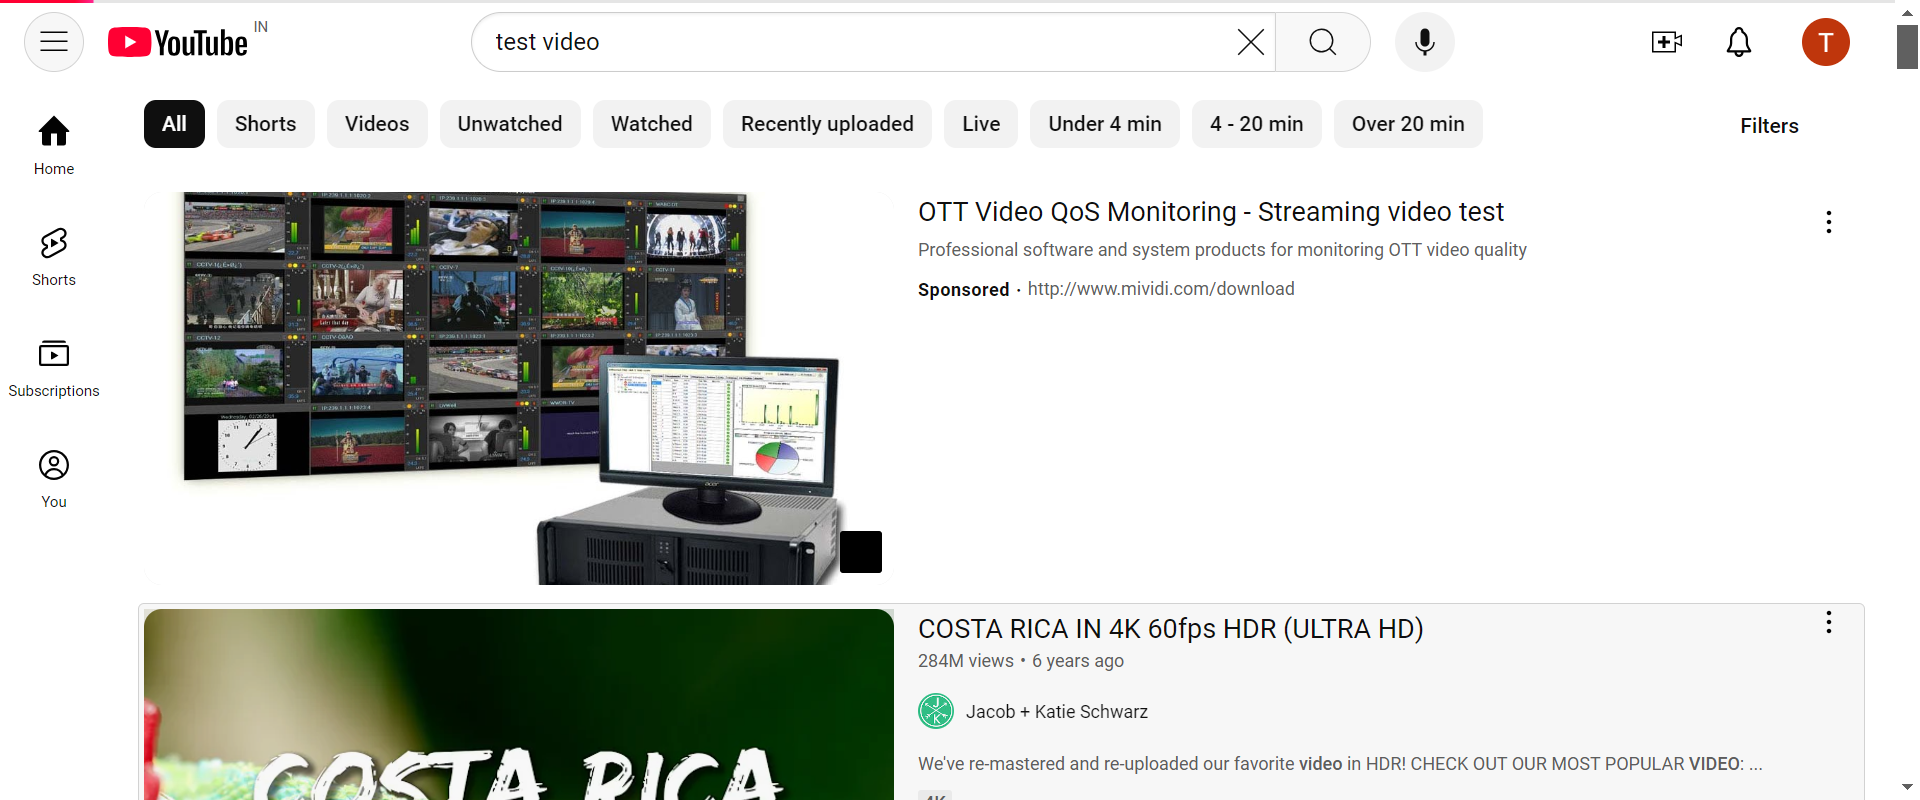 YouTube IN
test video
T
All Shorts Videos Unwatched Watched Recently uploaded Live Under 4 min 4 - 20 min Over 20 min Filters
Home
Shorts
Subscriptions
You
OTT Video QoS Monitoring - Streaming video test
Professional software and system products for monitoring OTT video quality
Sponsored · http://www.mividi.com/download
COSTA RICA
COSTA RICA IN 4K 60fps HDR (ULTRA HD)
284M views • 6 years ago
Jacob + Katie Schwarz
We've re-mastered and re-uploaded our favorite video in HDR! CHECK OUT OUR MOST POPULAR VIDEO: ...
4K